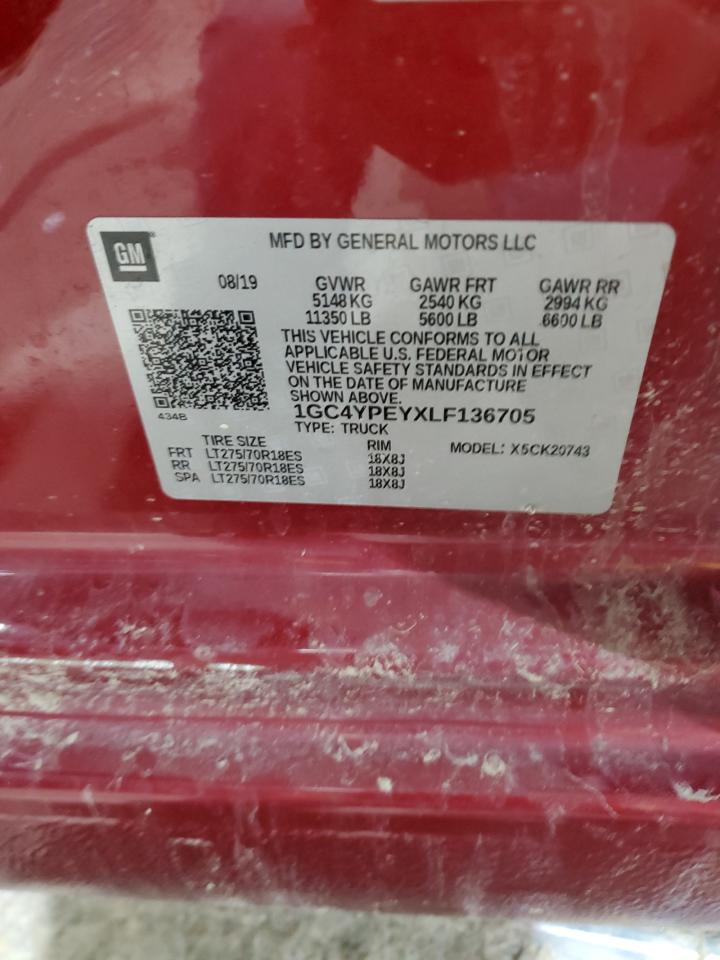 GM
MFD BY GENERAL MOTORS LLC
08/19 GVWR GAWR FRT GAWR RR
5148 KG 2540 KG 2994 KG
11350 LB 5600 LB 6600 LB
THIS VEHICLE CONFORMS TO ALL
APPLICABLE U.S. FEDERAL MOTOR
VEHICLE SAFETY STANDARDS IN EFFECT
ON THE DATE OF MANUFACTURE
SHOWN ABOVE.
434B
1GC4YPEYXLF136705
TYPE: TRUCK
TIRE SIZE RIM MODEL: X5CK20743
FRT LT275/70R18ES 18X8J
RR LT275/70R18ES 18X8J
SPA LT275/70R18ES 18X8J